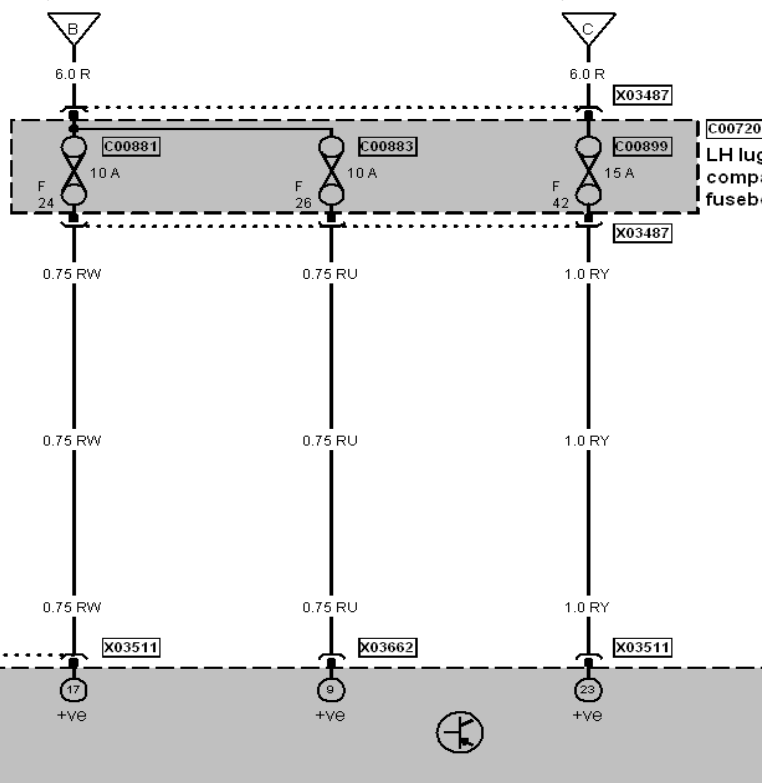 B
C
6.0 R
6.0 R
X03487
C00720
C00881
C00883
C00899
LH lug
compa
fusebo
10 A
10 A
15 A
F
24
F
26
F
42
X03487
0.75 RW
0.75 RU
1.0 RY
0.75 RW
0.75 RU
1.0 RY
0.75 RW
0.75 RU
1.0 RY
X03511
X03662
X03511
17
9
23
+ve
+ve
+ve